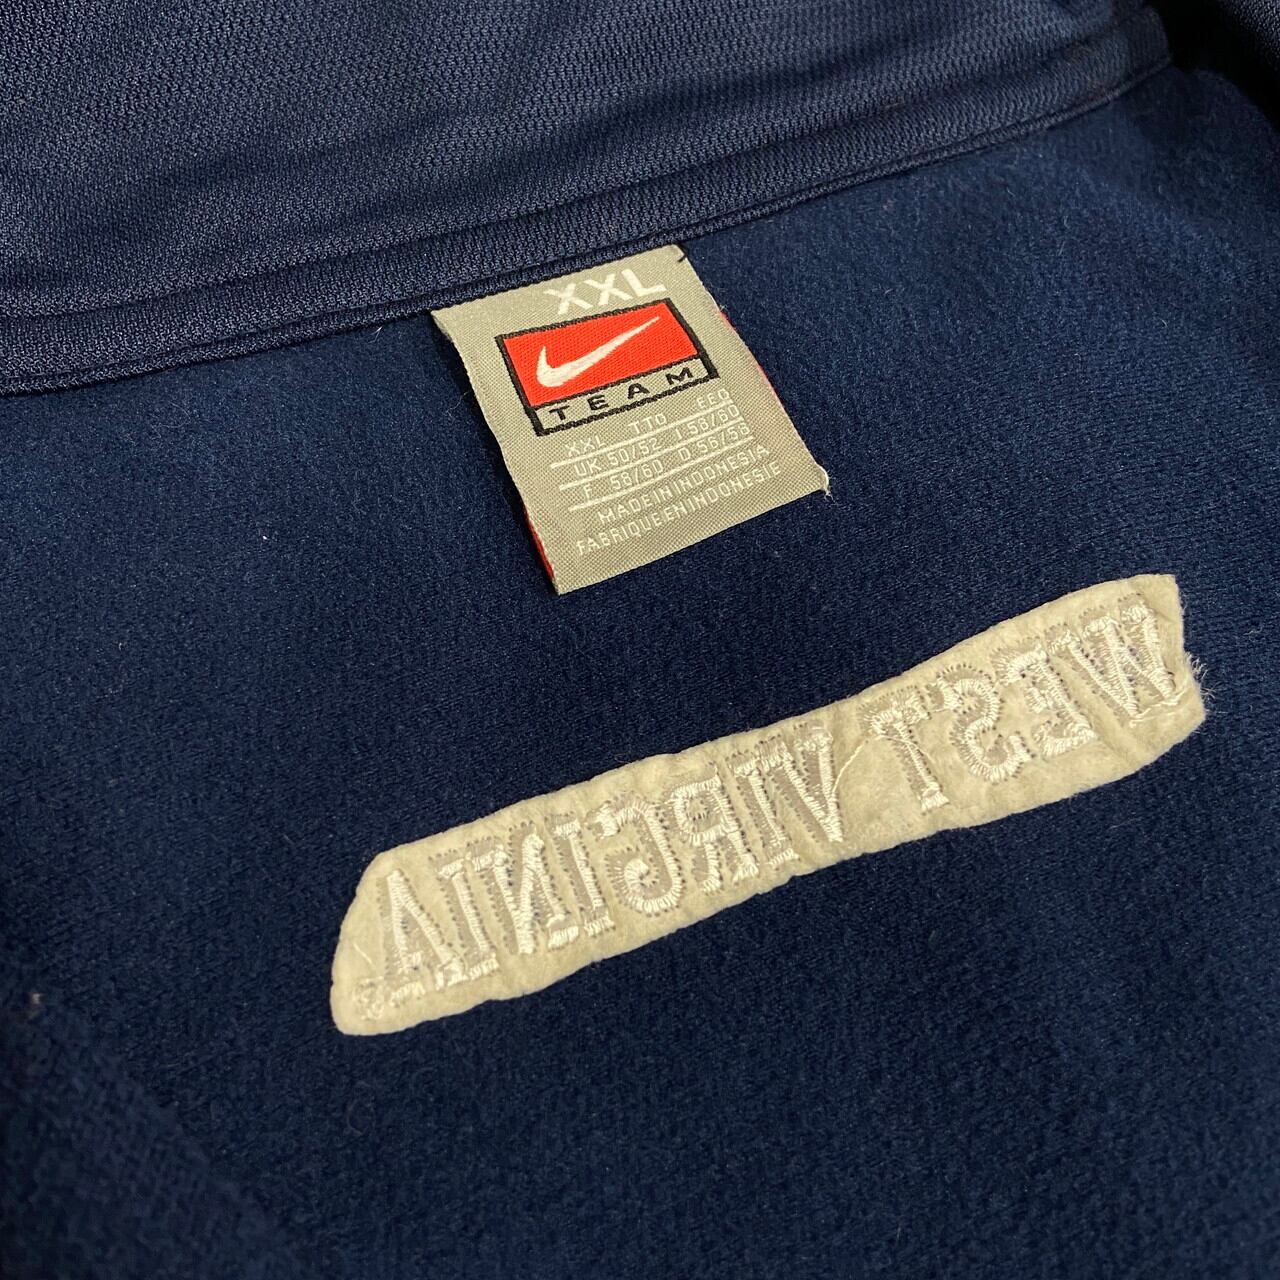 XXL
TEAM
XXL TTG EEG
UK 50/52 I.58/60
F 58/60 D.56/58
MADE IN INDONESIA
FABRIQUE EN INDONESIE
WEST VIRGINIA